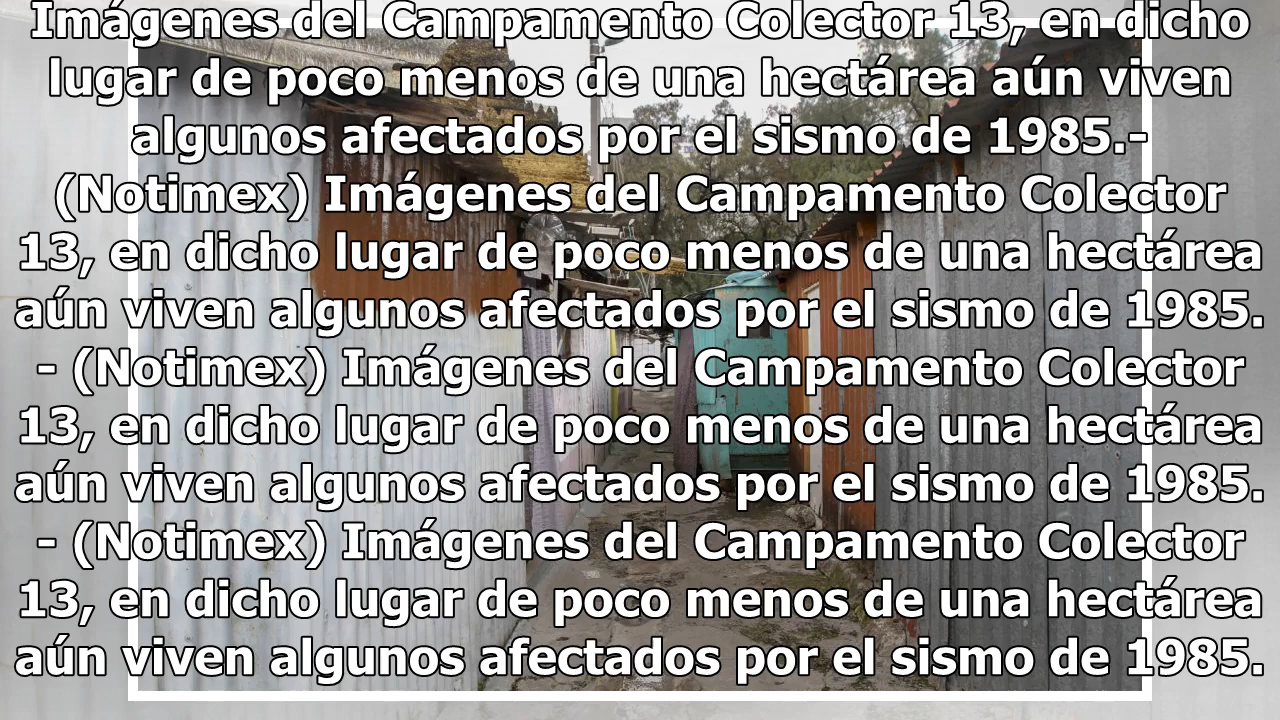 Imágenes del Campamento Colector 13, en dicho
lugar de poco menos de una hectárea aún viven
algunos afectados por el sismo de 1985.-
(Notimex) Imágenes del Campamento Colector
13, en dicho lugar de poco menos de una hectárea
aún viven algunos afectados por el sismo de 1985.
- (Notimex) Imágenes del Campamento Colector
13, en dicho lugar de poco menos de una hectárea
aún viven algunos afectados por el sismo de 1985.
- (Notimex) Imágenes del Campamento Colector
13, en dicho lugar de poco menos de una hectárea
aún viven algunos afectados por el sismo de 1985.